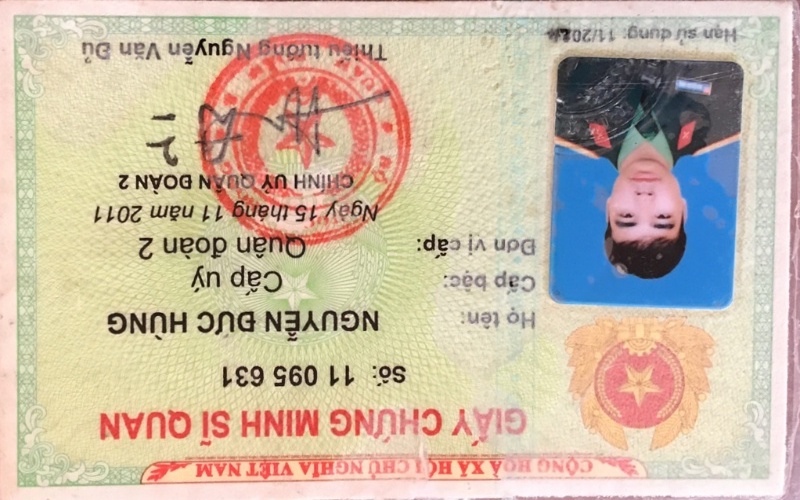 CỘNG HOÀ XÃ HỘI CHỦ NGHĨA VIỆT NAM
GIẤY CHỨNG MINH SĨ QUAN
Số: 11 095 631
Họ tên: NGUYỄN ĐỨC HÙNG
Cấp bậc: Cấp uý
Đơn vị cấp: Quân đoàn 2
Ngày 15 tháng 11 năm 2011
CHÍNH UỶ QUÂN ĐOÀN 2
Thiếu tướng Nguyễn Văn Đủ
Hạn sử dụng: 11/20